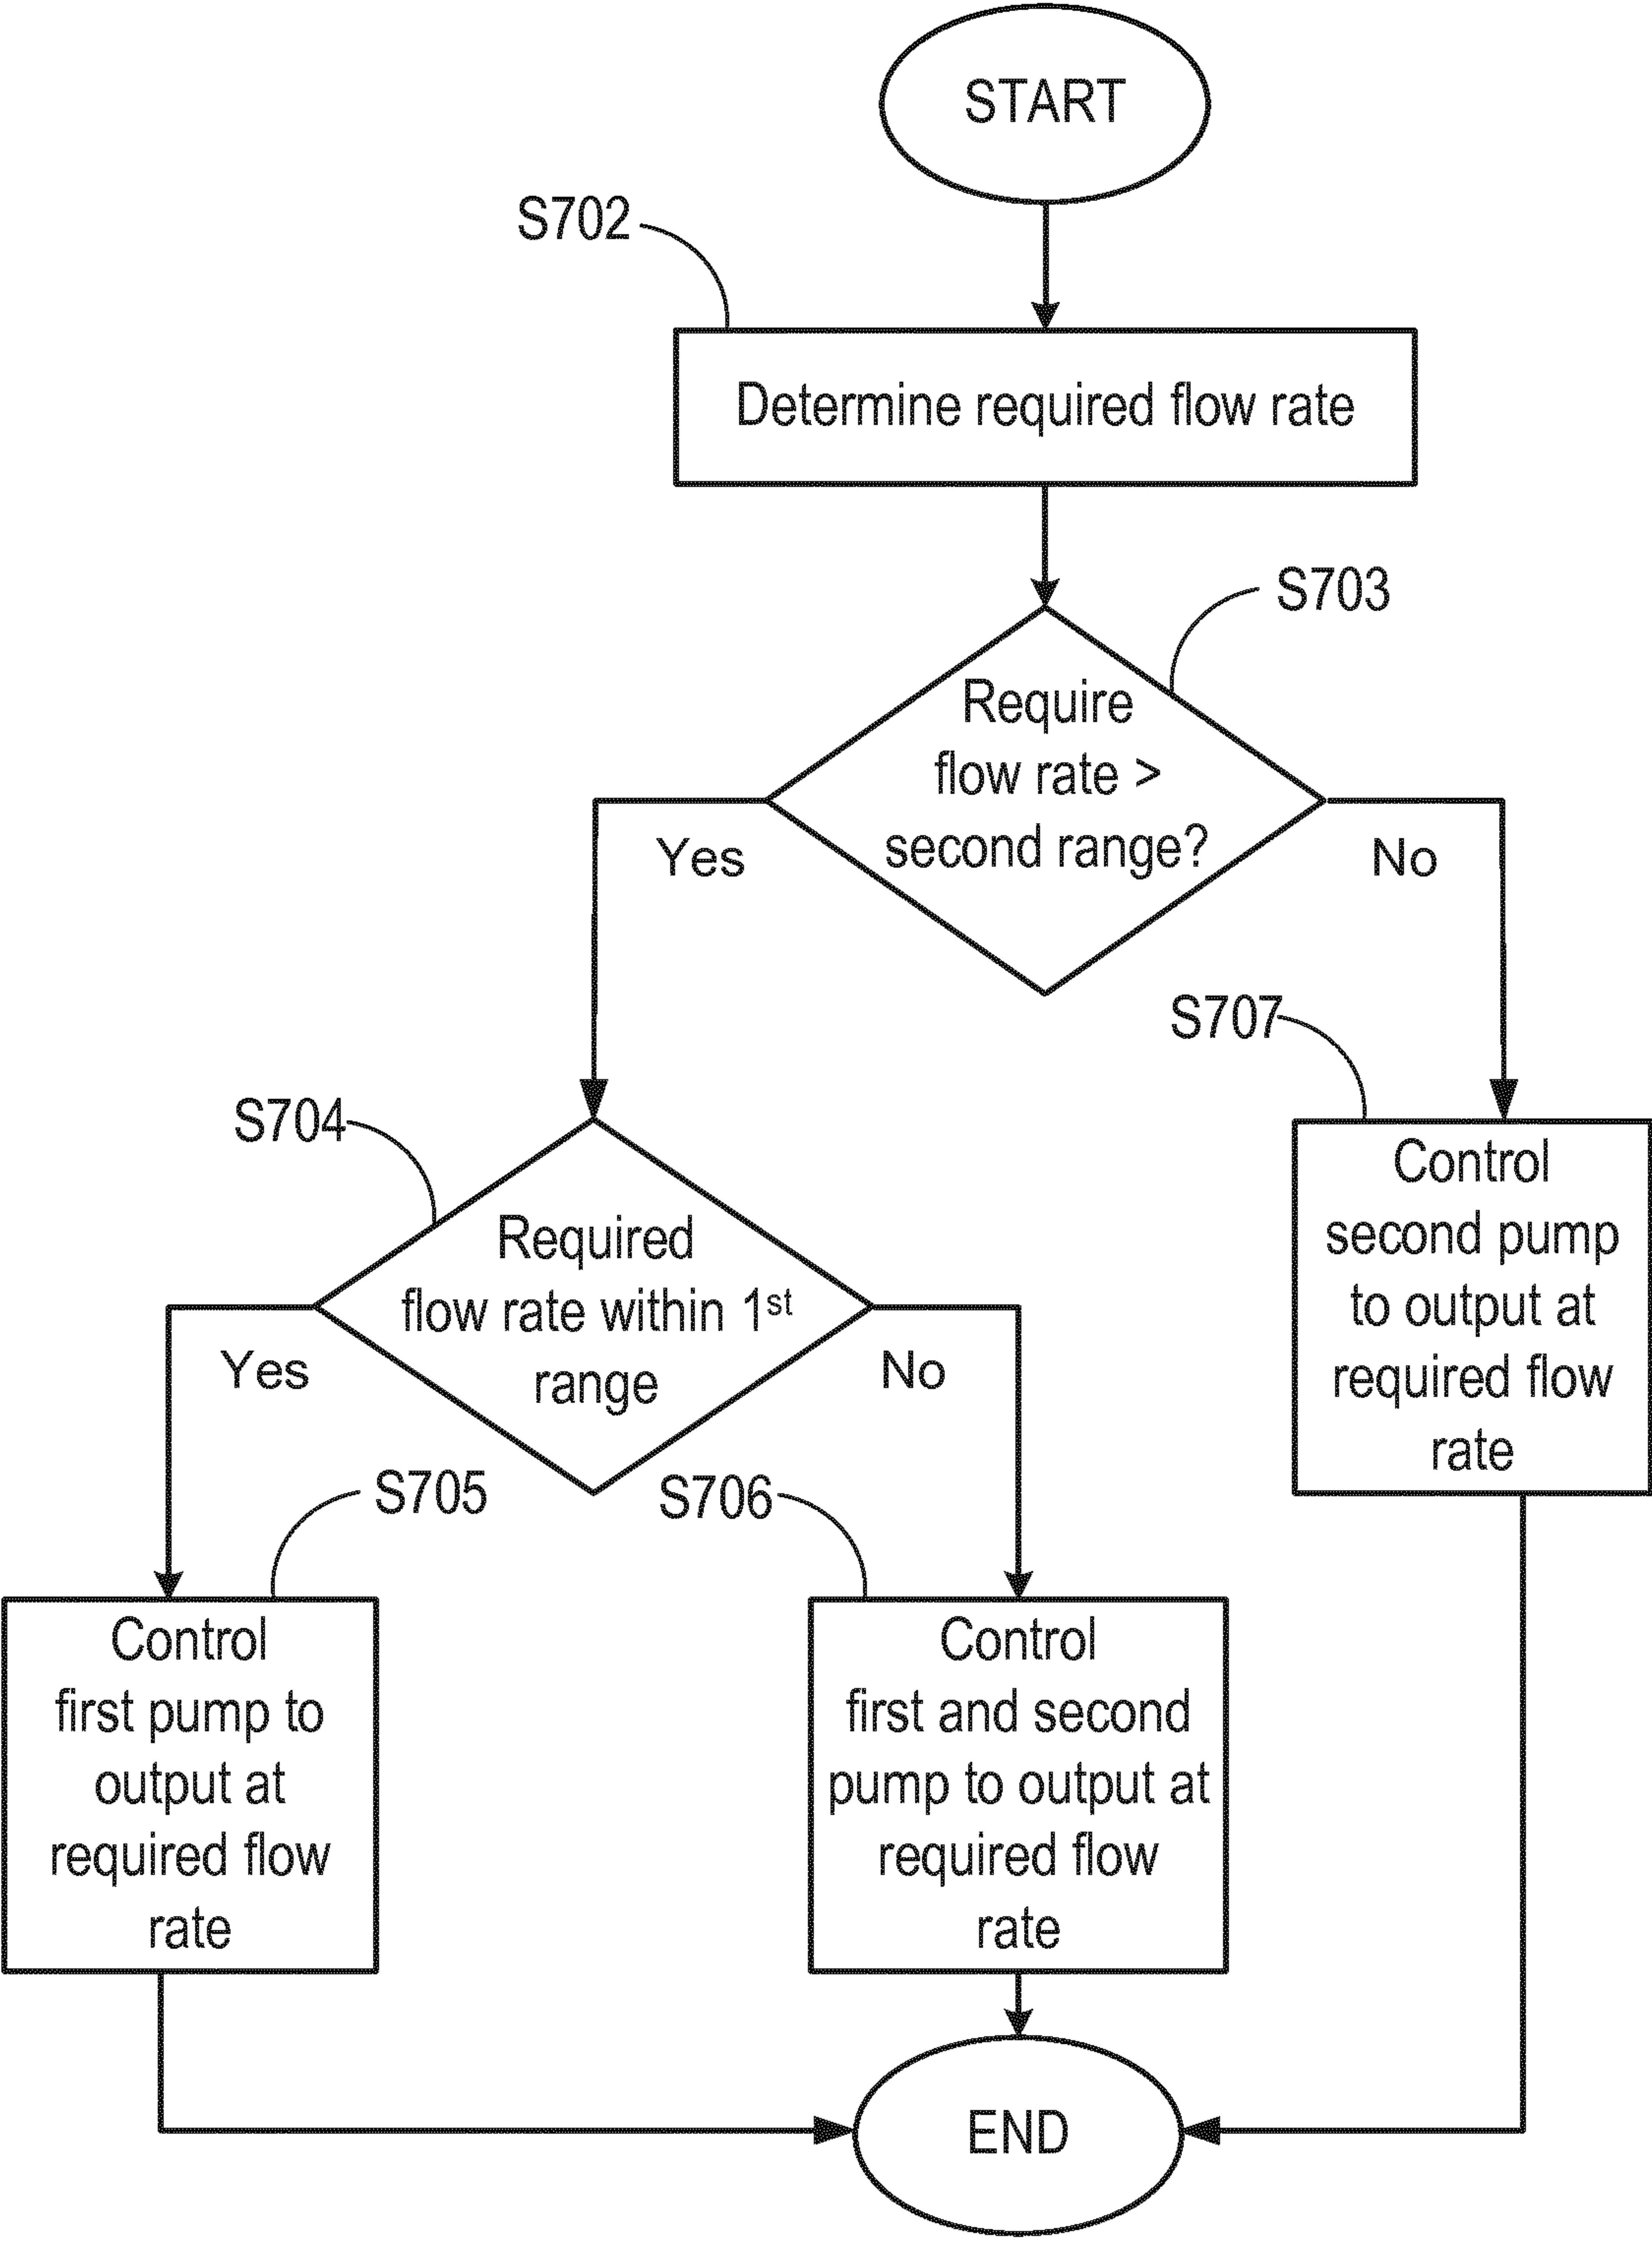 START
S702
Determine required flow rate
S703
Require
flow rate >
second range?
Yes
No
S707
S704
Control
second pump
to output at
required flow
rate
Required
flow rate within 1st
range
Yes
No
S705
S706
Control
first pump to
output at
required flow
rate
Control
first and second
pump to output at
required flow
rate
END